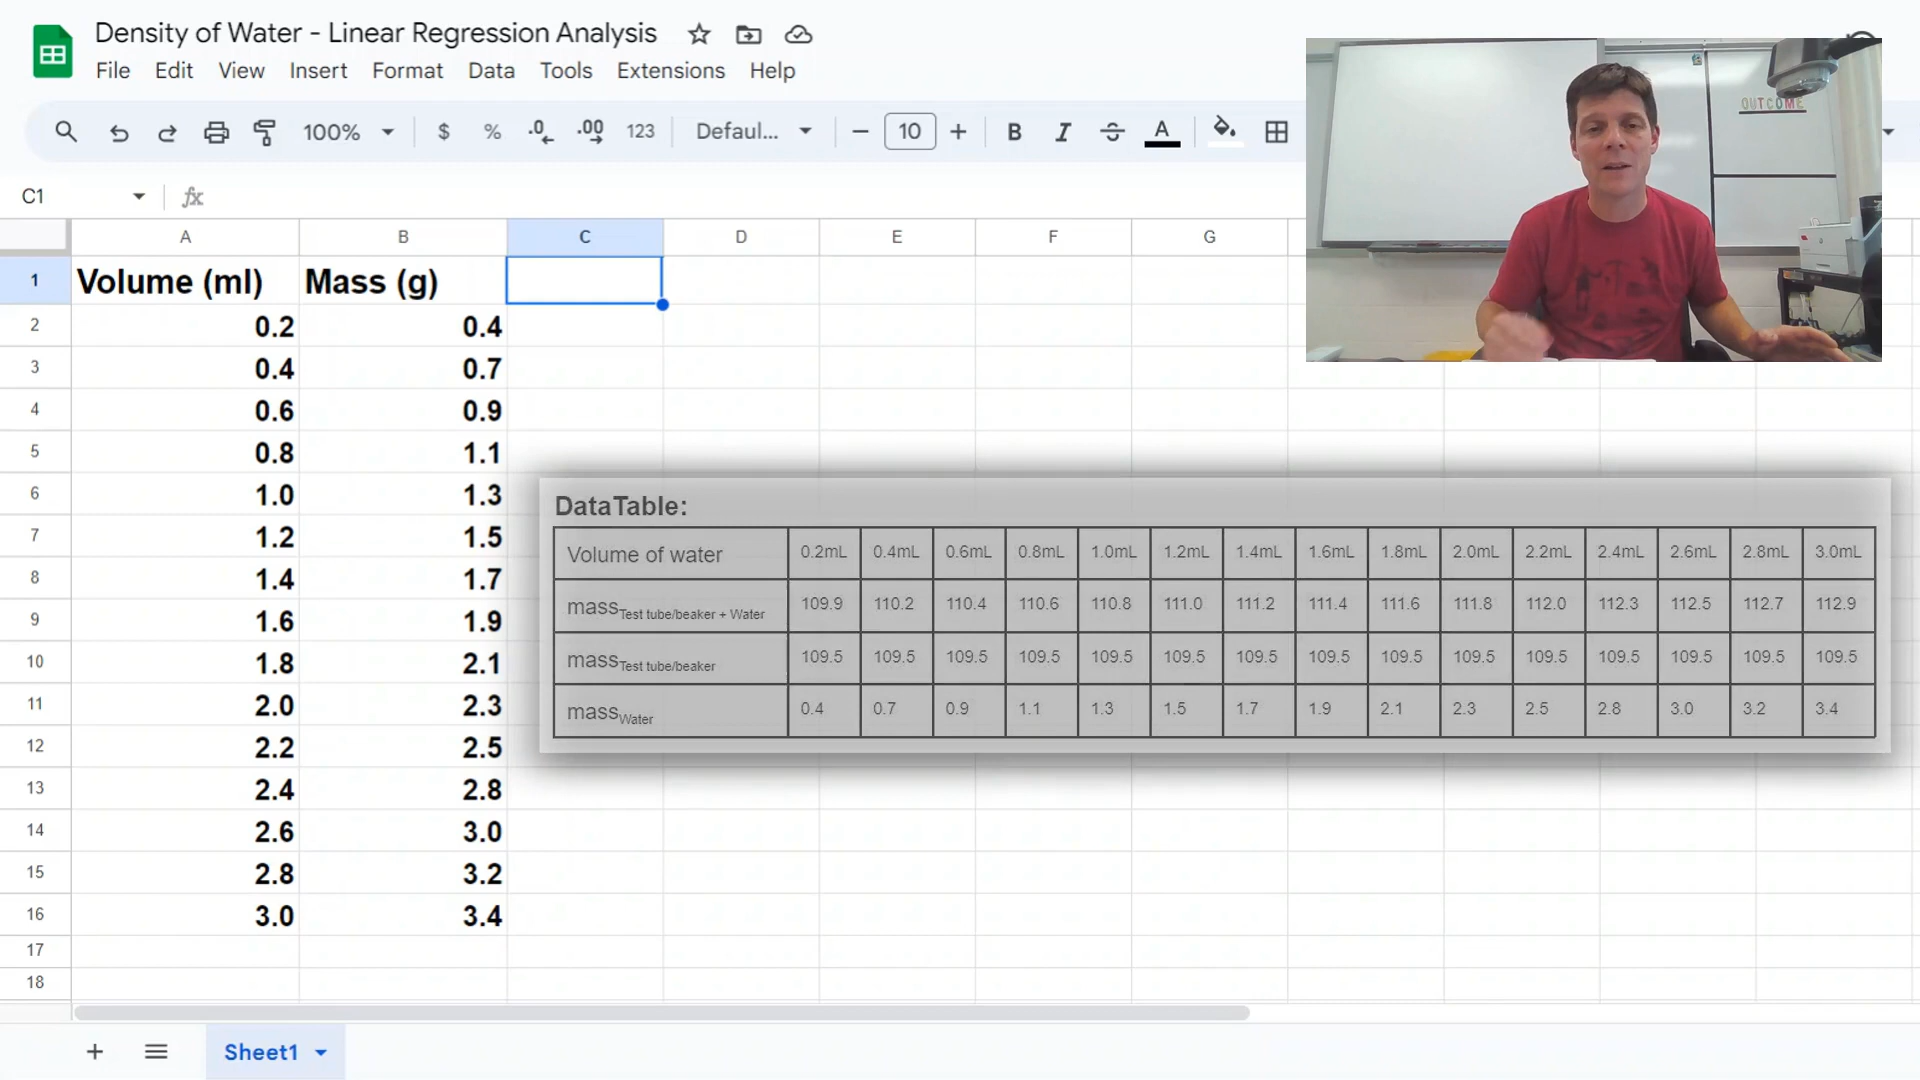 Density of Water - Linear Regression Analysis
File Edit View Insert Format Data Tools Extensions Help
100% $ % .0 .00 123 Defaul... 10 B I S A
C1 fx
OUTCOME
A B C D E F G
1 Volume (ml) Mass (g)
2 0.2 0.4
3 0.4 0.7
4 0.6 0.9
5 0.8 1.1
6 1.0 1.3
7 1.2 1.5
8 1.4 1.7
9 1.6 1.9
10 1.8 2.1
11 2.0 2.3
12 2.2 2.5
13 2.4 2.8
14 2.6 3.0
15 2.8 3.2
16 3.0 3.4
17
18
DataTable:
Volume of water 0.2mL 0.4mL 0.6mL 0.8mL 1.0mL 1.2mL 1.4mL 1.6mL 1.8mL 2.0mL 2.2mL 2.4mL 2.6mL 2.8mL 3.0mL
mass Test tube/beaker + Water 109.9 110.2 110.4 110.6 110.8 111.0 111.2 111.4 111.6 111.8 112.0 112.3 112.5 112.7 112.9
mass Test tube/beaker 109.5 109.5 109.5 109.5 109.5 109.5 109.5 109.5 109.5 109.5 109.5 109.5 109.5 109.5 109.5
mass Water 0.4 0.7 0.9 1.1 1.3 1.5 1.7 1.9 2.1 2.3 2.5 2.8 3.0 3.2 3.4
Sheet1